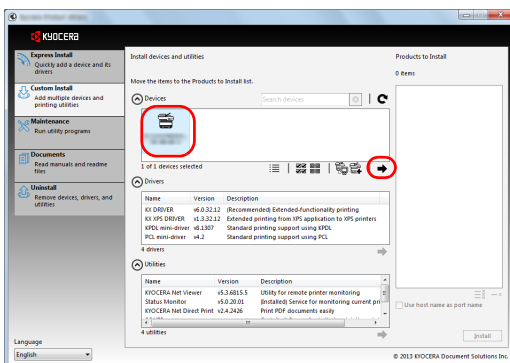 KYOCERA
Express Install
Quickly add a device and its
drivers
Custom Install
Add multiple devices and
printing utilities
Maintenance
Run utility programs
Documents
Read manuals and readme
files
Uninstall
Remove devices, drivers, and
utilities
Language
English
Install devices and utilities
Move the items to the Products to Install list.
Devices
Search devices
1 of 1 devices selected
Drivers
Name Version Description
KX DRIVER v6.0.32.12 (Recommended) Extended-functionality printing
KX XPS DRIVER v1.3.32.12 Extended printing from XPS application to XPS printers
KPDL mini-driver v8.1307 Standard printing support using KPDL
PCL mini-driver v4.2 Standard printing support using PCL
4 drivers
Utilities
Name Version Description
KYOCERA Net Viewer v5.3.6815.5 Utility for remote printer monitoring
Status Monitor v5.0.20.01 (Installed) Service for monitoring current pri
KYOCERA Net Direct Print v2.4.2426 Print PDF documents easily
4 utilities
Products to Install
0 items
Use host name as port name
Install
© 2013 KYOCERA Document Solutions Inc.